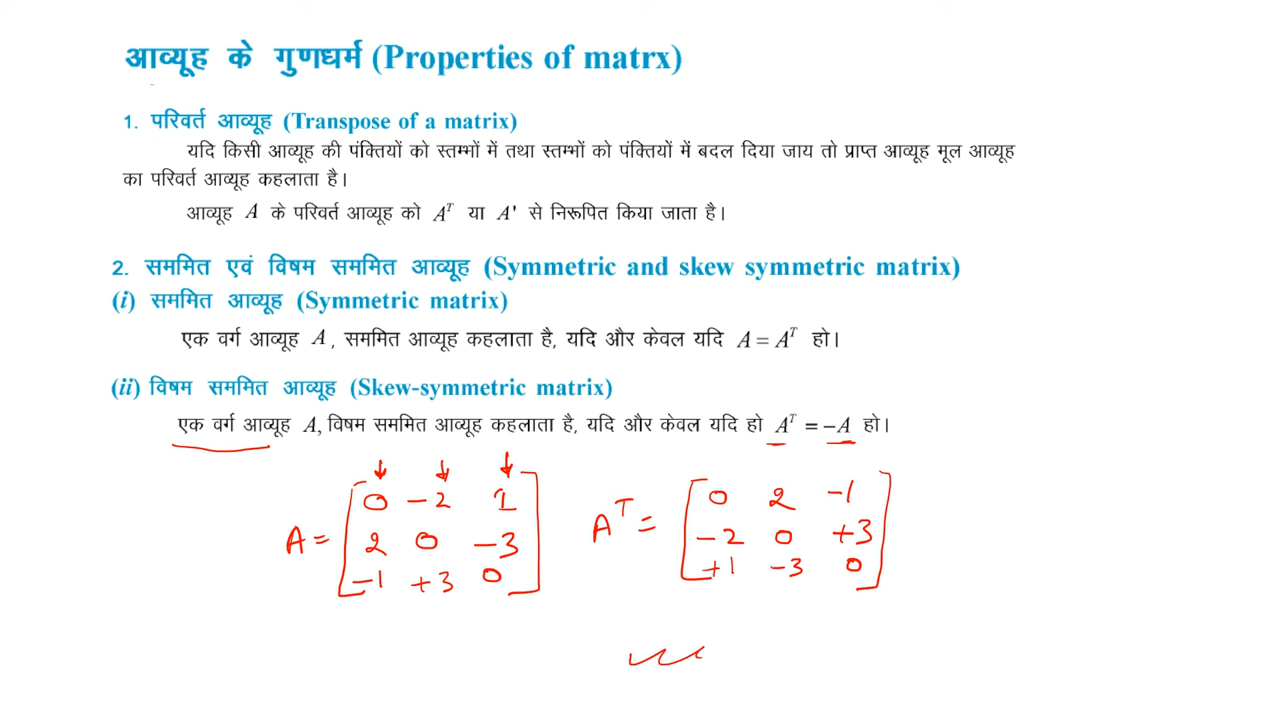 आव्यूह के गुणधर्म (Properties of matrx)
1. परिवर्त आव्यूह (Transpose of a matrix)
यदि किसी आव्यूह की पंक्तियों को स्तम्भों में तथा स्तम्भों को पंक्तियों में बदल दिया जाय तो प्राप्त आव्यूह मूल आव्यूह
का परिवर्त आव्यूह कहलाता है।
आव्यूह A के परिवर्त आव्यूह को Aᵀ या A' से निरूपित किया जाता है।
2. सममित एवं विषम सममित आव्यूह (Symmetric and skew symmetric matrix)
(i) सममित आव्यूह (Symmetric matrix)
एक वर्ग आव्यूह A, सममित आव्यूह कहलाता है, यदि और केवल यदि A = Aᵀ हो।
(ii) विषम सममित आव्यूह (Skew-symmetric matrix)
एक वर्ग आव्यूह A, विषम सममित आव्यूह कहलाता है, यदि और केवल यदि हो Aᵀ = −A हो।
0 −2 1 0 2 −1
A = 2 0 −3 Aᵀ = −2 0 +3
−1 +3 0 +1 −3 0